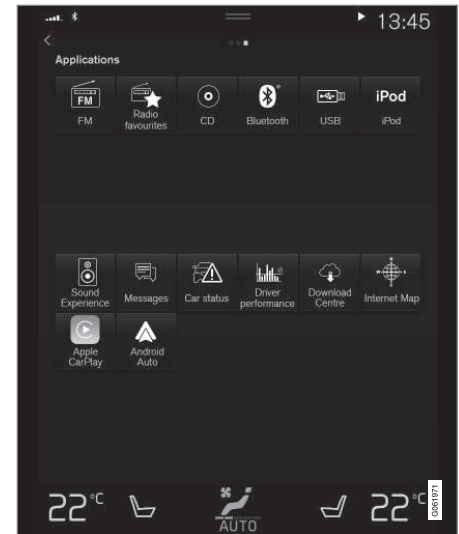 13:45
Applications
FM
iPod
FM
Radio
favourites
CD
Bluetooth
USB
iPod
Sound
Experience
Messages
Car status
Driver
performance
Download
Centre
Internet Map
Apple
CarPlay
Android
Auto
22°C
22°C
AUTO
G061971